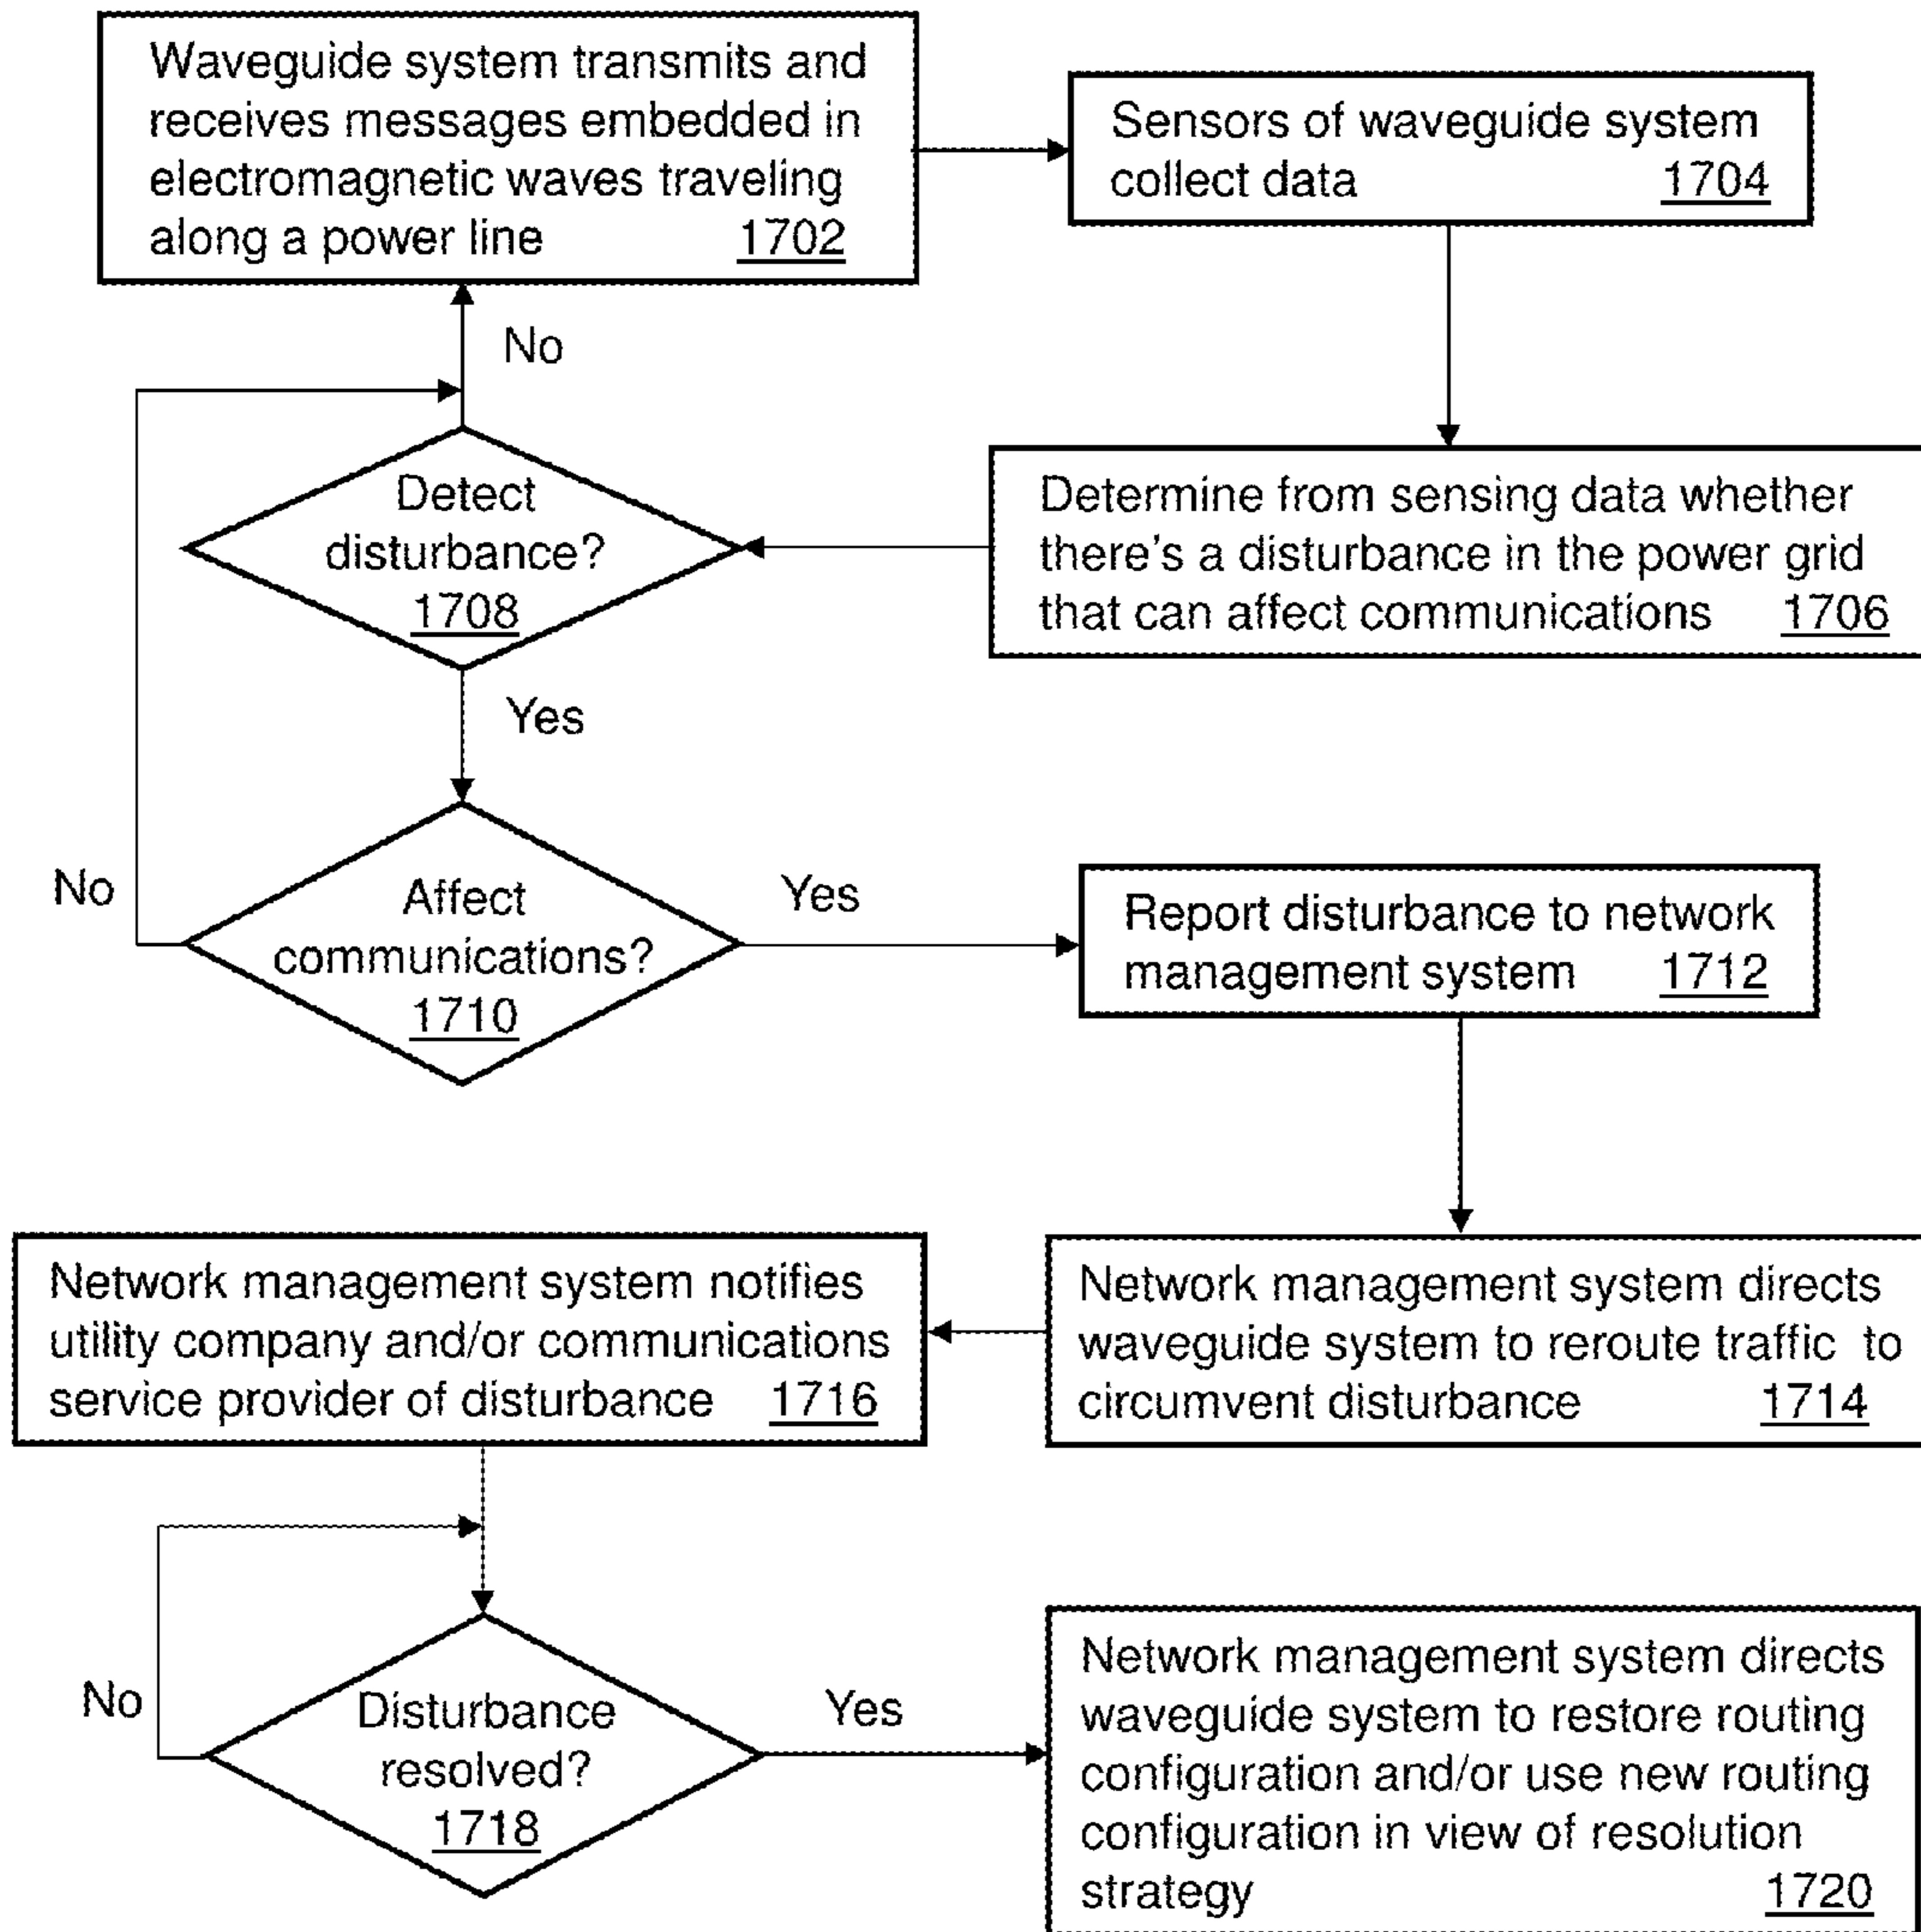 Waveguide system transmits and
receives messages embedded in
electromagnetic waves traveling
along a power line 1702
Sensors of waveguide system
collect data 1704
No
Detect
disturbance?
1708
Determine from sensing data whether
there's a disturbance in the power grid
that can affect communications 1706
Yes
No
Affect
communications?
1710
Yes
Report disturbance to network
management system 1712
Network management system notifies
utility company and/or communications
service provider of disturbance 1716
Network management system directs
waveguide system to reroute traffic to
circumvent disturbance 1714
No
Disturbance
resolved?
1718
Yes
Network management system directs
waveguide system to restore routing
configuration and/or use new routing
configuration in view of resolution
strategy 1720